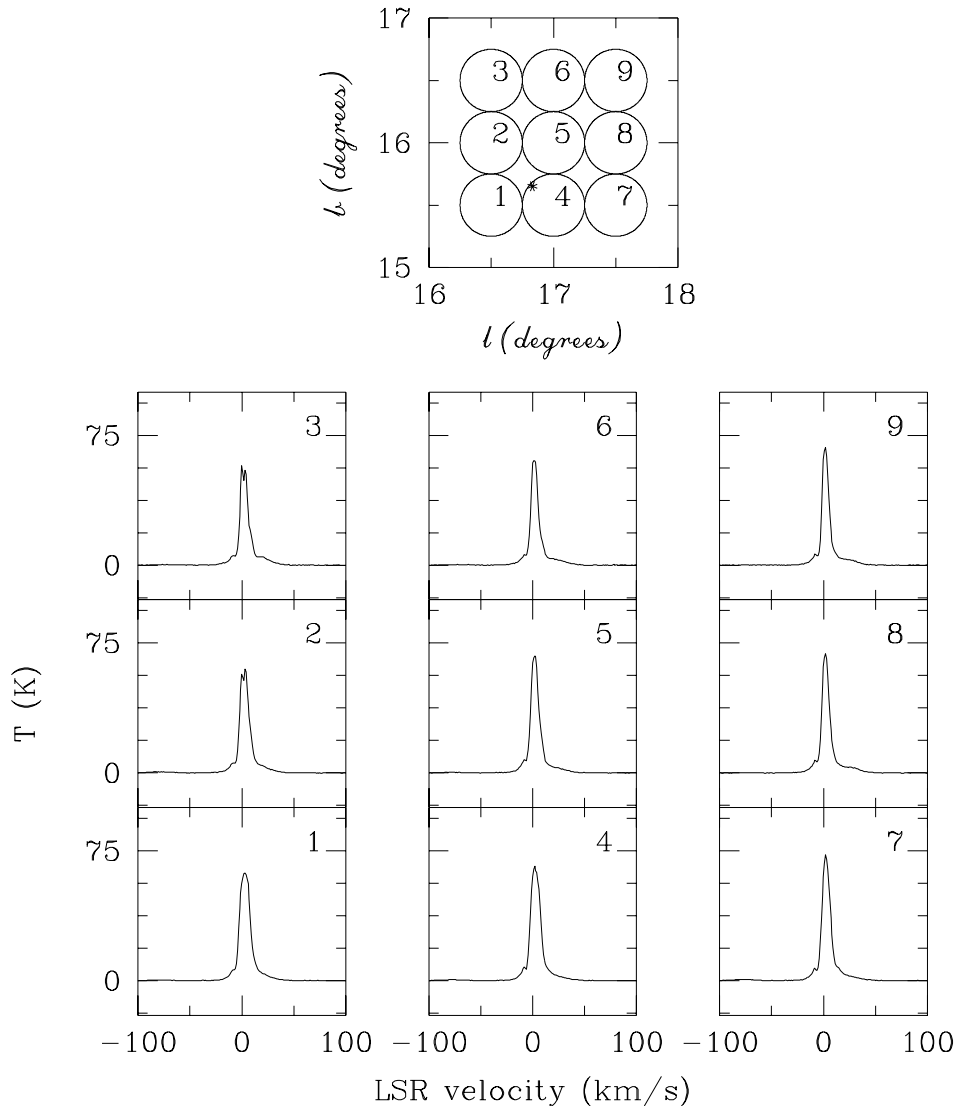 17
3 6 9
16
2 5 8
1 4 7
15
16 17 18
b (degrees)
l (degrees)
75 3 6 9
0
75 2 5 8
0
75 1 4 7
0
-100 0 100 -100 0 100 -100 0 100
T (K)
LSR velocity (km/s)